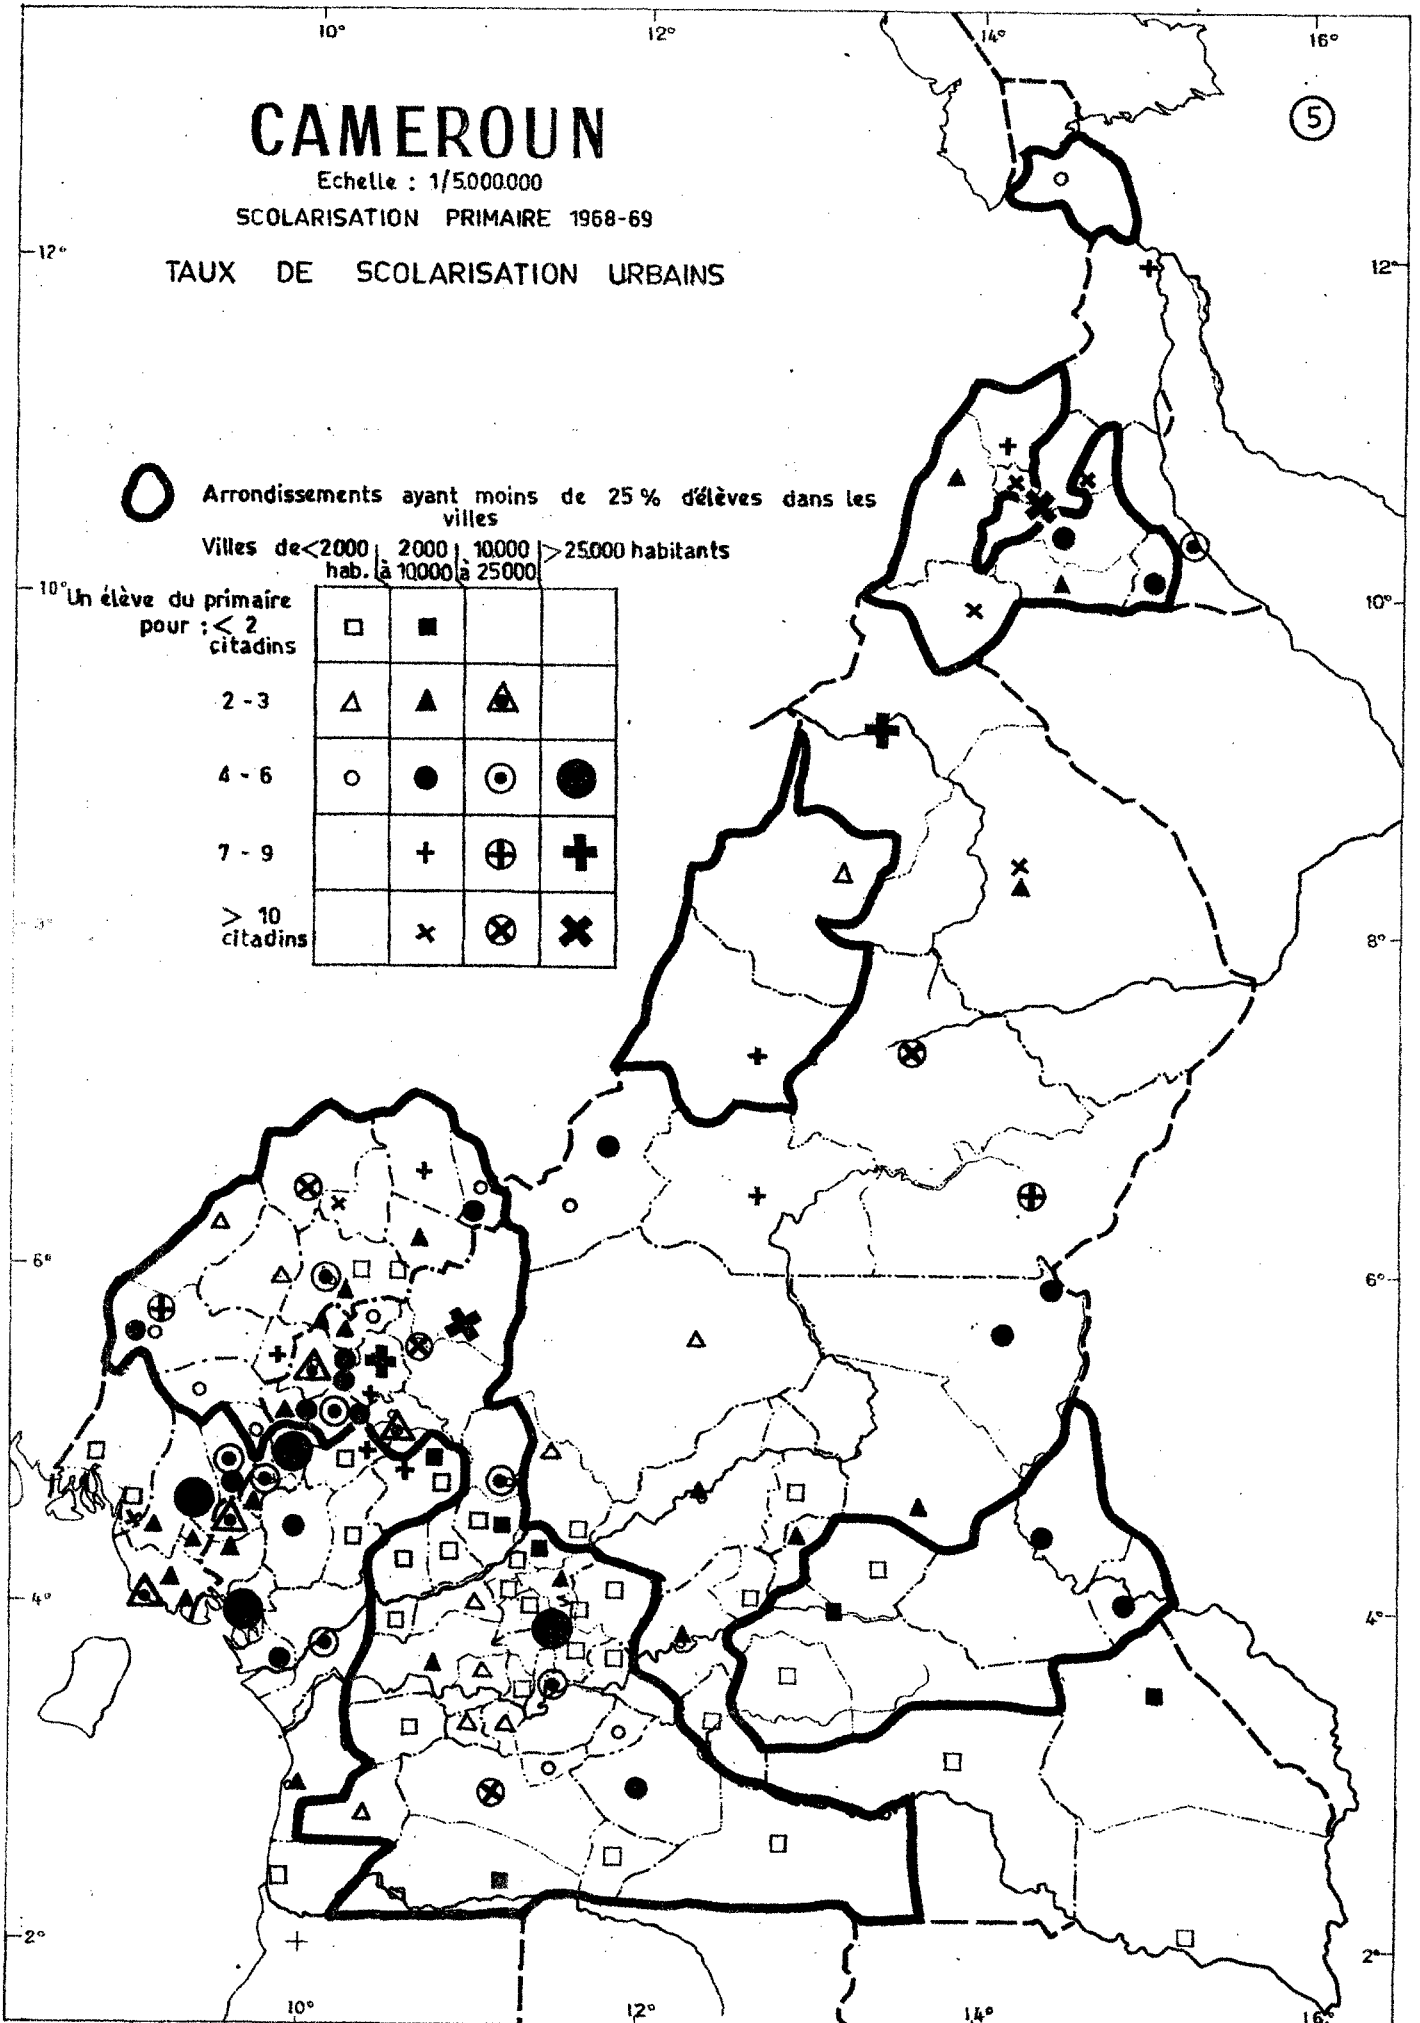 10° 12° 14° 16°
5
CAMEROUN
Echelle : 1/5.000.000
SCOLARISATION PRIMAIRE 1968-69
TAUX DE SCOLARISATION URBAINS
12° 12°
Arrondissements ayant moins de 25 % d'élèves dans les
villes
Villes de <2000 2000 10.000 >25.000 habitants
hab. à 10.000 à 25000
10° 10°
Un élève du primaire
pour : < 2
citadins
2 - 3
4 - 6
7 - 9
> 10
citadins
8°
6° 6°
4° 4°
2° 2°
10° 12° 14° 16°